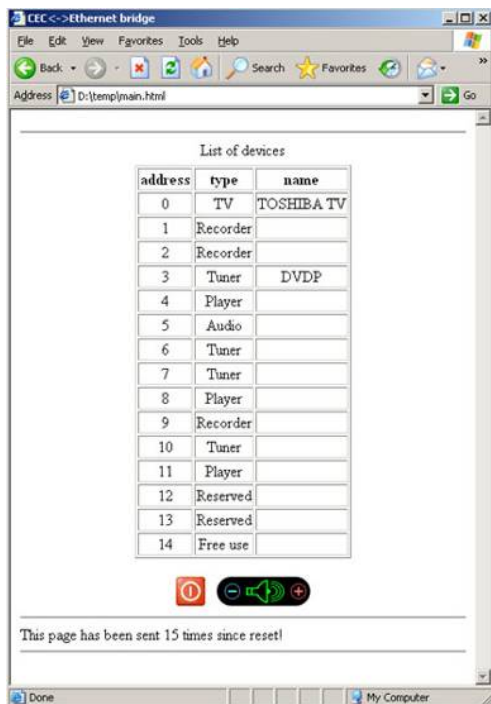 CEC<->Ethernet bridge
File Edit View Favorites Tools Help
Back Search Favorites
Address D:\temp\main.html Go
List of devices
address type name
0 TV TOSHIBA TV
1 Recorder
2 Recorder
3 Tuner DVDP
4 Player
5 Audio
6 Tuner
7 Tuner
8 Player
9 Recorder
10 Tuner
11 Player
12 Reserved
13 Reserved
14 Free use
This page has been sent 15 times since reset!
Done My Computer